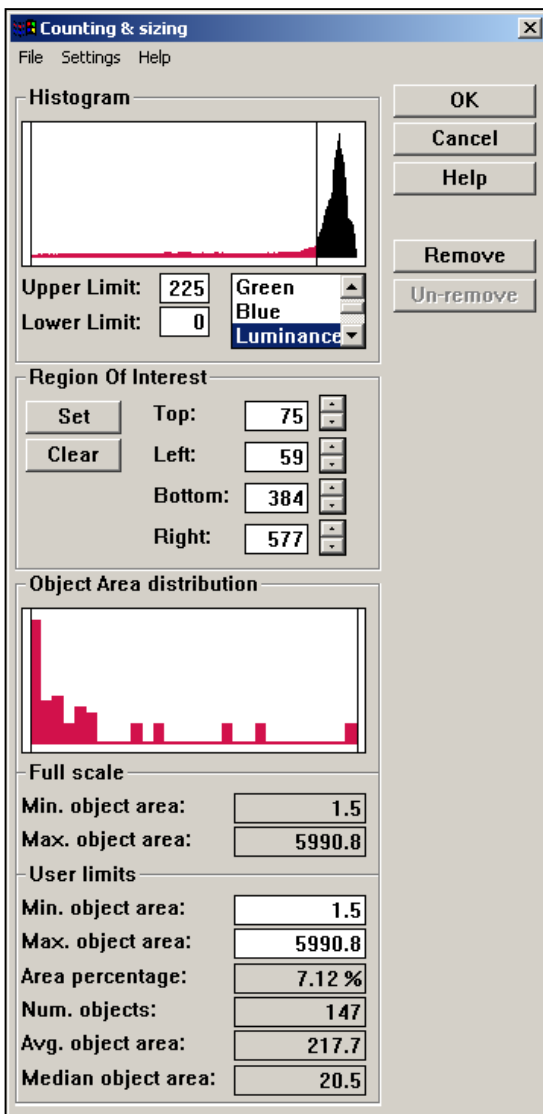 Counting & sizing
File Settings Help
Histogram
OK
Cancel
Help
Remove
Un-remove
Upper Limit: 225
Lower Limit: 0
Green
Blue
Luminance
Region Of Interest
Set
Clear
Top: 75
Left: 59
Bottom: 384
Right: 577
Object Area distribution
Full scale
Min. object area: 1.5
Max. object area: 5990.8
User limits
Min. object area: 1.5
Max. object area: 5990.8
Area percentage: 7.12 %
Num. objects: 147
Avg. object area: 217.7
Median object area: 20.5